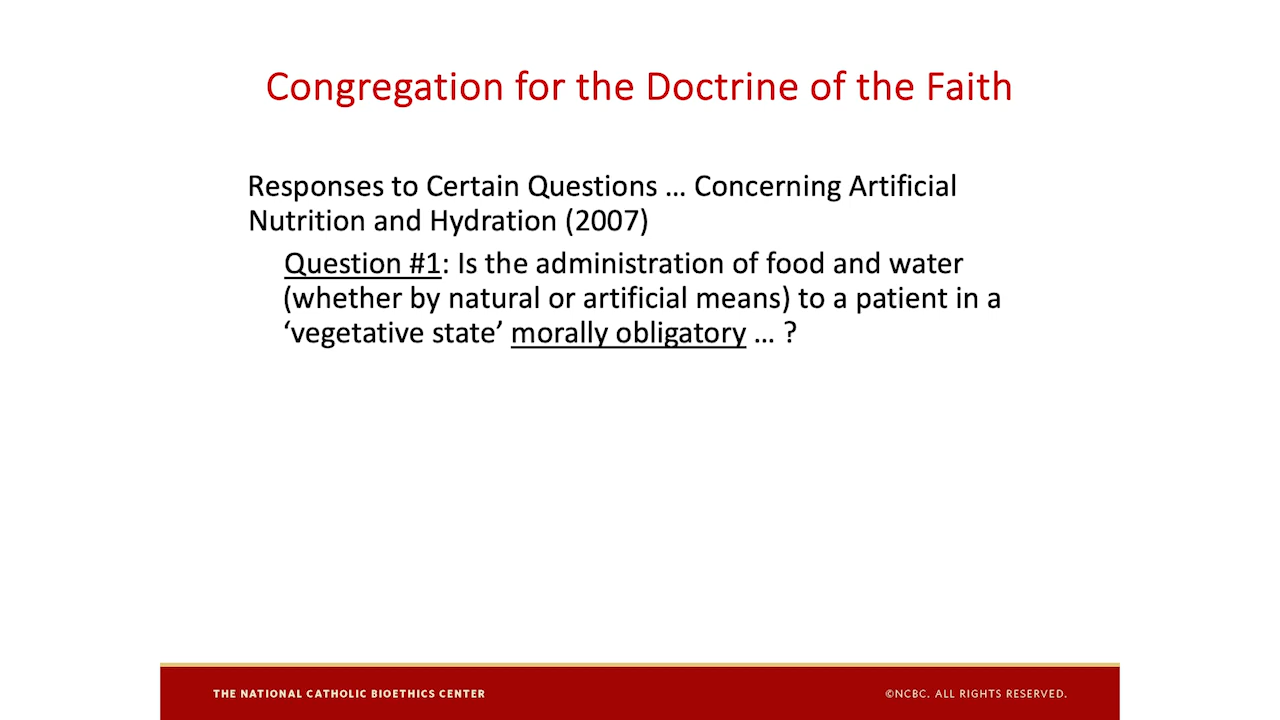 Congregation for the Doctrine of the Faith
Responses to Certain Questions … Concerning Artificial
Nutrition and Hydration (2007)
Question #1: Is the administration of food and water
(whether by natural or artificial means) to a patient in a
‘vegetative state’ morally obligatory … ?
THE NATIONAL CATHOLIC BIOETHICS CENTER
©NCBC. ALL RIGHTS RESERVED.